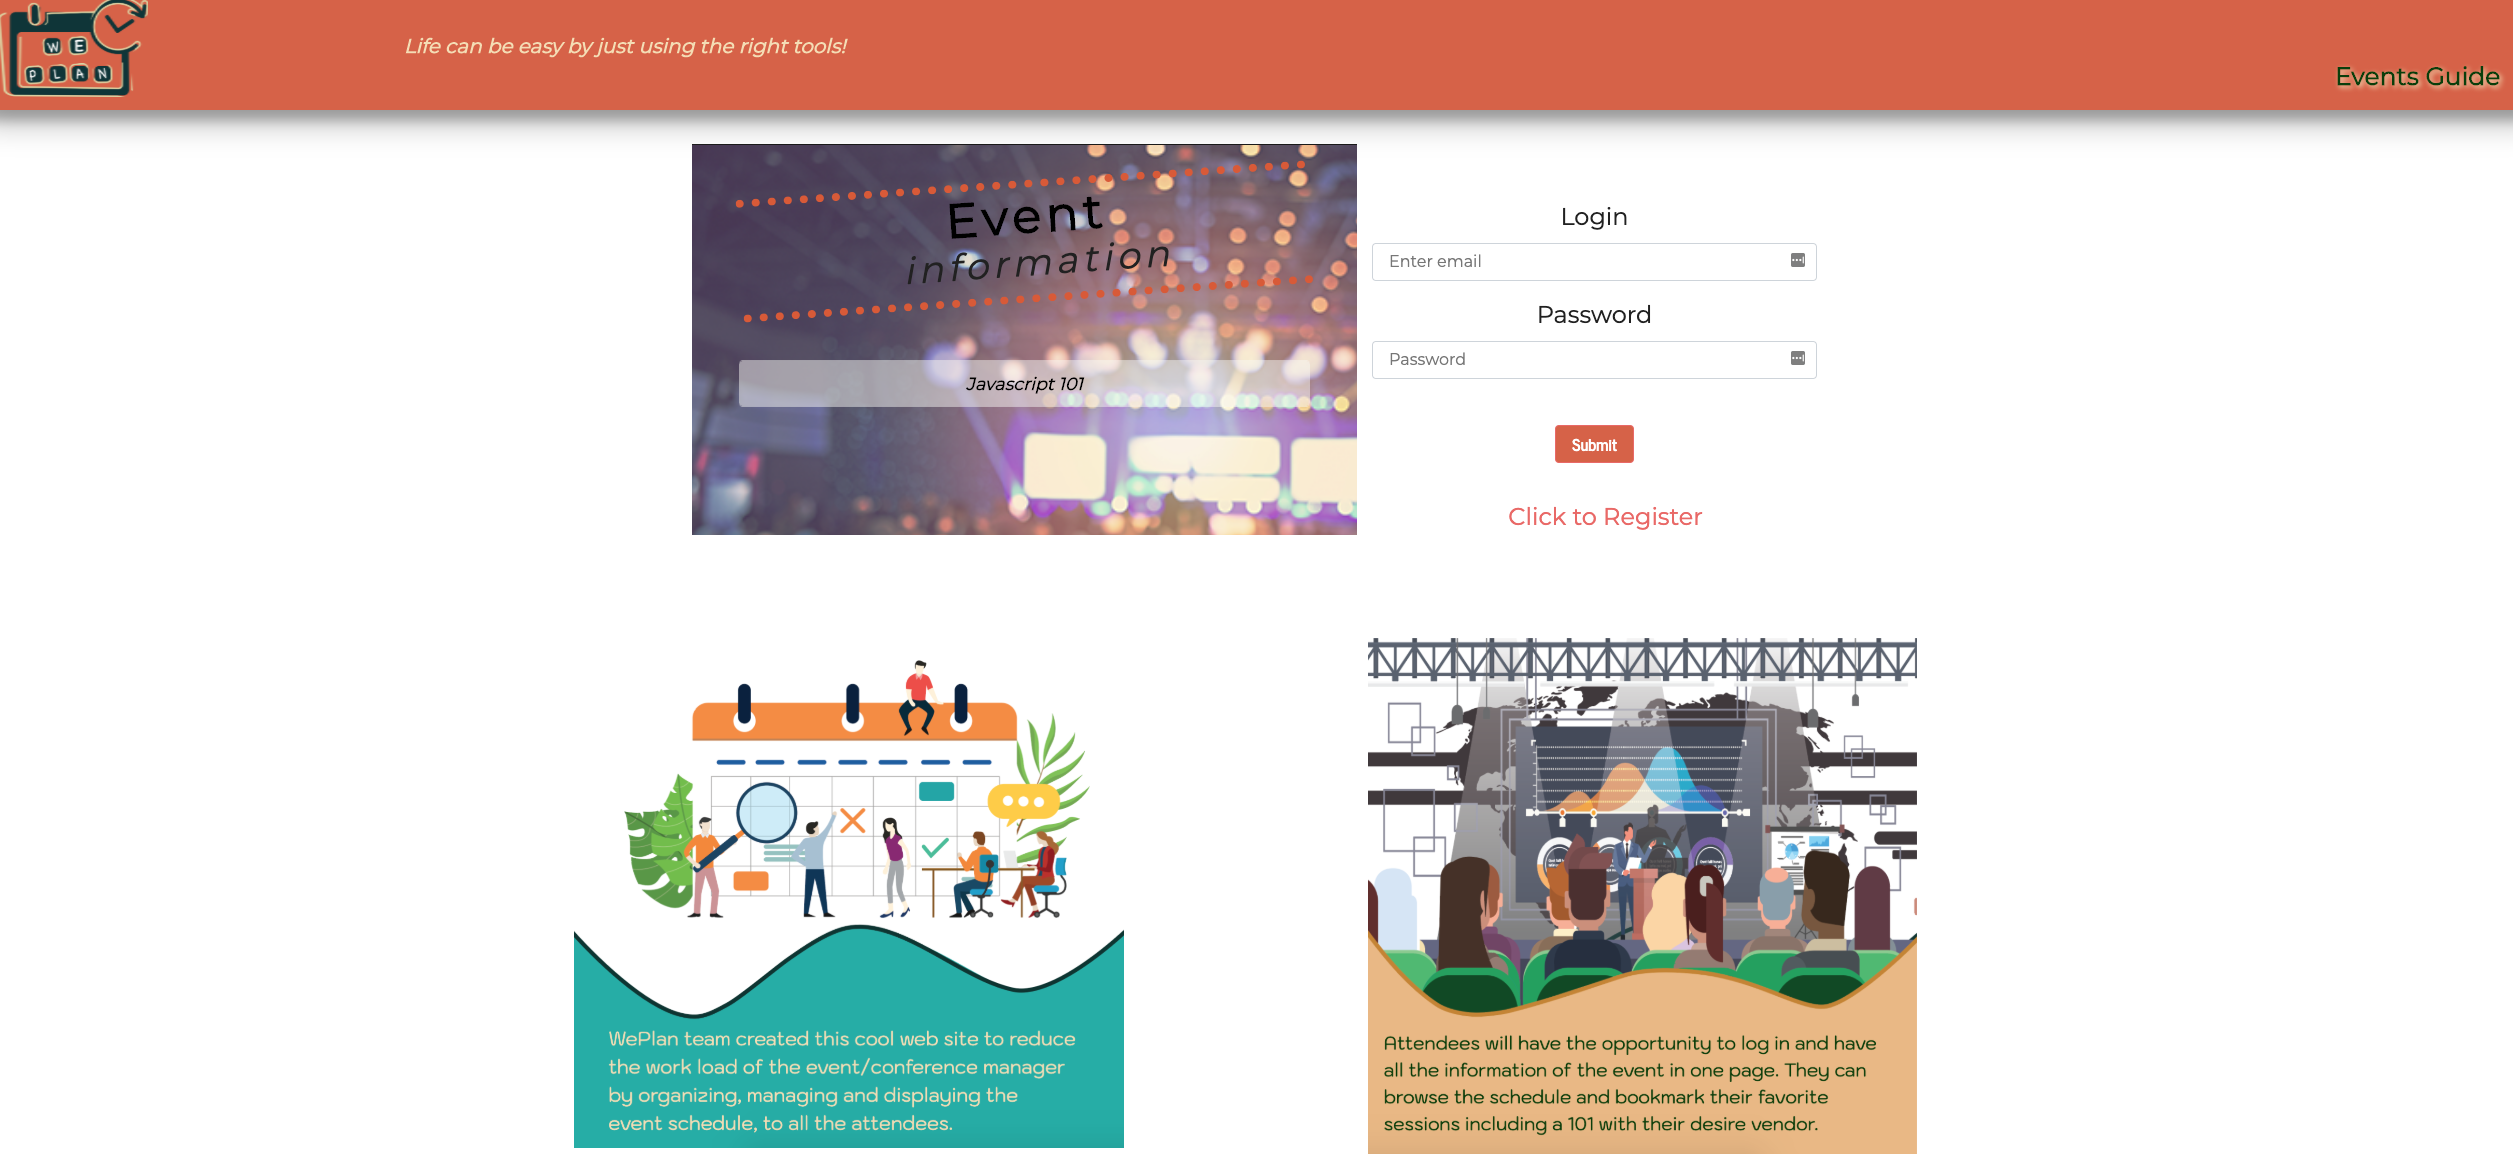 WE
PLAN
Life can be easy by just using the right tools!
Events Guide
Event
information
Javascript 101
Login
Enter email
Password
Password
Submit
Click to Register
WePlan team created this cool web site to reduce
the work load of the event/conference manager
by organizing, managing and displaying the
event schedule, to all the attendees.
Attendees will have the opportunity to log in and have
all the information of the event in one page. They can
browse the schedule and bookmark their favorite
sessions including a 101 with their desire vendor.